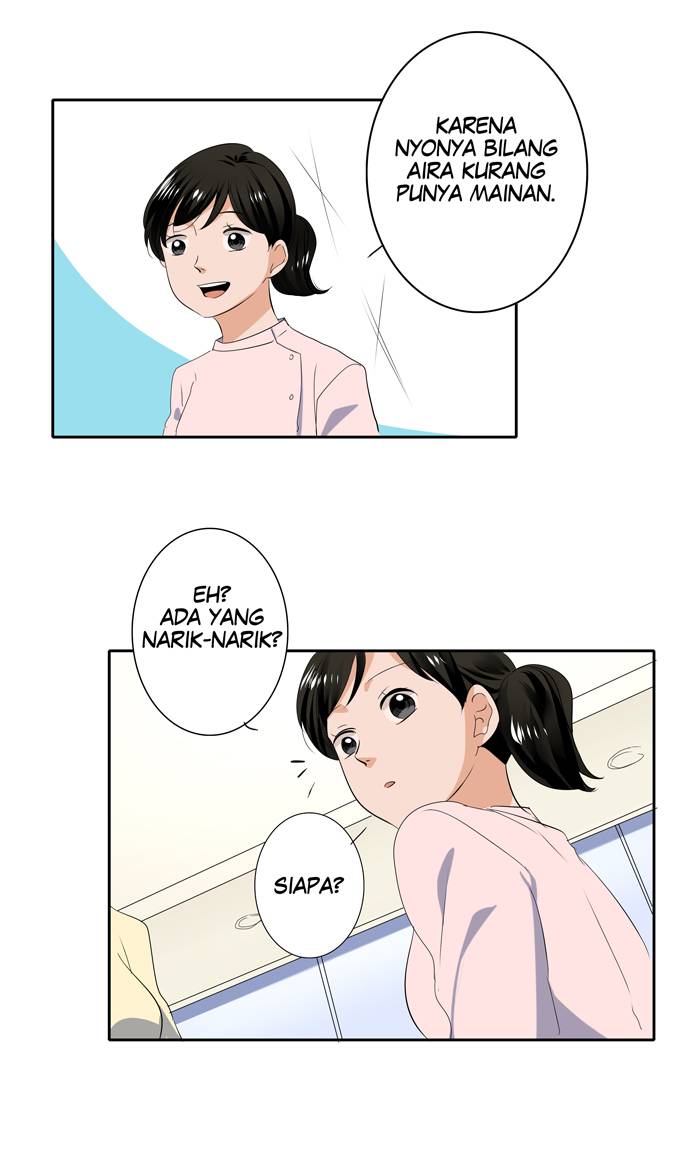 KARENA
NYONYA BILANG
AIRA KURANG
PUNYA MAINAN.
EH?
ADA YANG
NARIK-NARIK?
SIAPA?